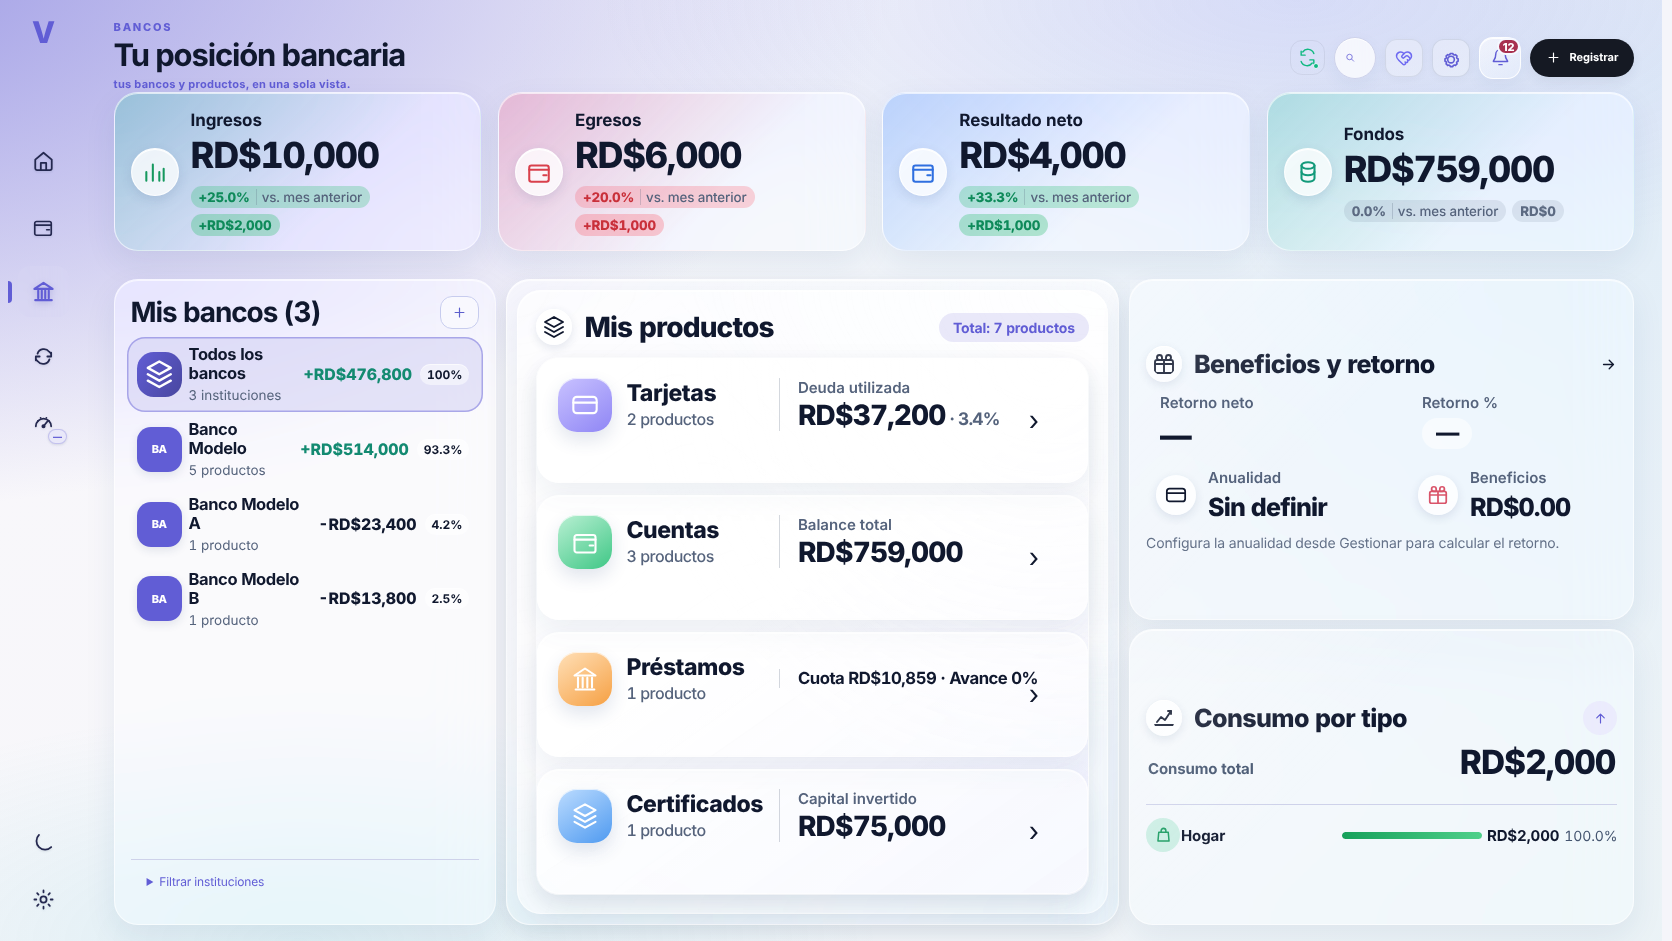 V
BANCOS
Tu posición bancaria
tus bancos y productos, en una sola vista.
12
Registrar
Ingresos
RD$10,000
+25.0% vs. mes anterior
+RD$2,000
Egresos
RD$6,000
+20.0% vs. mes anterior
+RD$1,000
Resultado neto
RD$4,000
+33.3% vs. mes anterior
+RD$1,000
Fondos
RD$759,000
0.0% vs. mes anterior RD$0
Mis bancos (3)
+
Todos los
bancos
3 instituciones
+RD$476,800 100%
BA
Banco
Modelo
5 productos
+RD$514,000 93.3%
BA
Banco Modelo
A
1 producto
-RD$23,400 4.2%
BA
Banco Modelo
B
1 producto
-RD$13,800 2.5%
Filtrar instituciones
Mis productos
Total: 7 productos
Tarjetas
2 productos
Deuda utilizada
RD$37,200 · 3.4%
Cuentas
3 productos
Balance total
RD$759,000
Préstamos
1 producto
Cuota RD$10,859 · Avance 0%
Certificados
1 producto
Capital invertido
RD$75,000
Beneficios y retorno
Retorno neto
—
Retorno %
—
Anualidad
Sin definir
Beneficios
RD$0.00
Configura la anualidad desde Gestionar para calcular el retorno.
Consumo por tipo
Consumo total
RD$2,000
Hogar
RD$2,000 100.0%